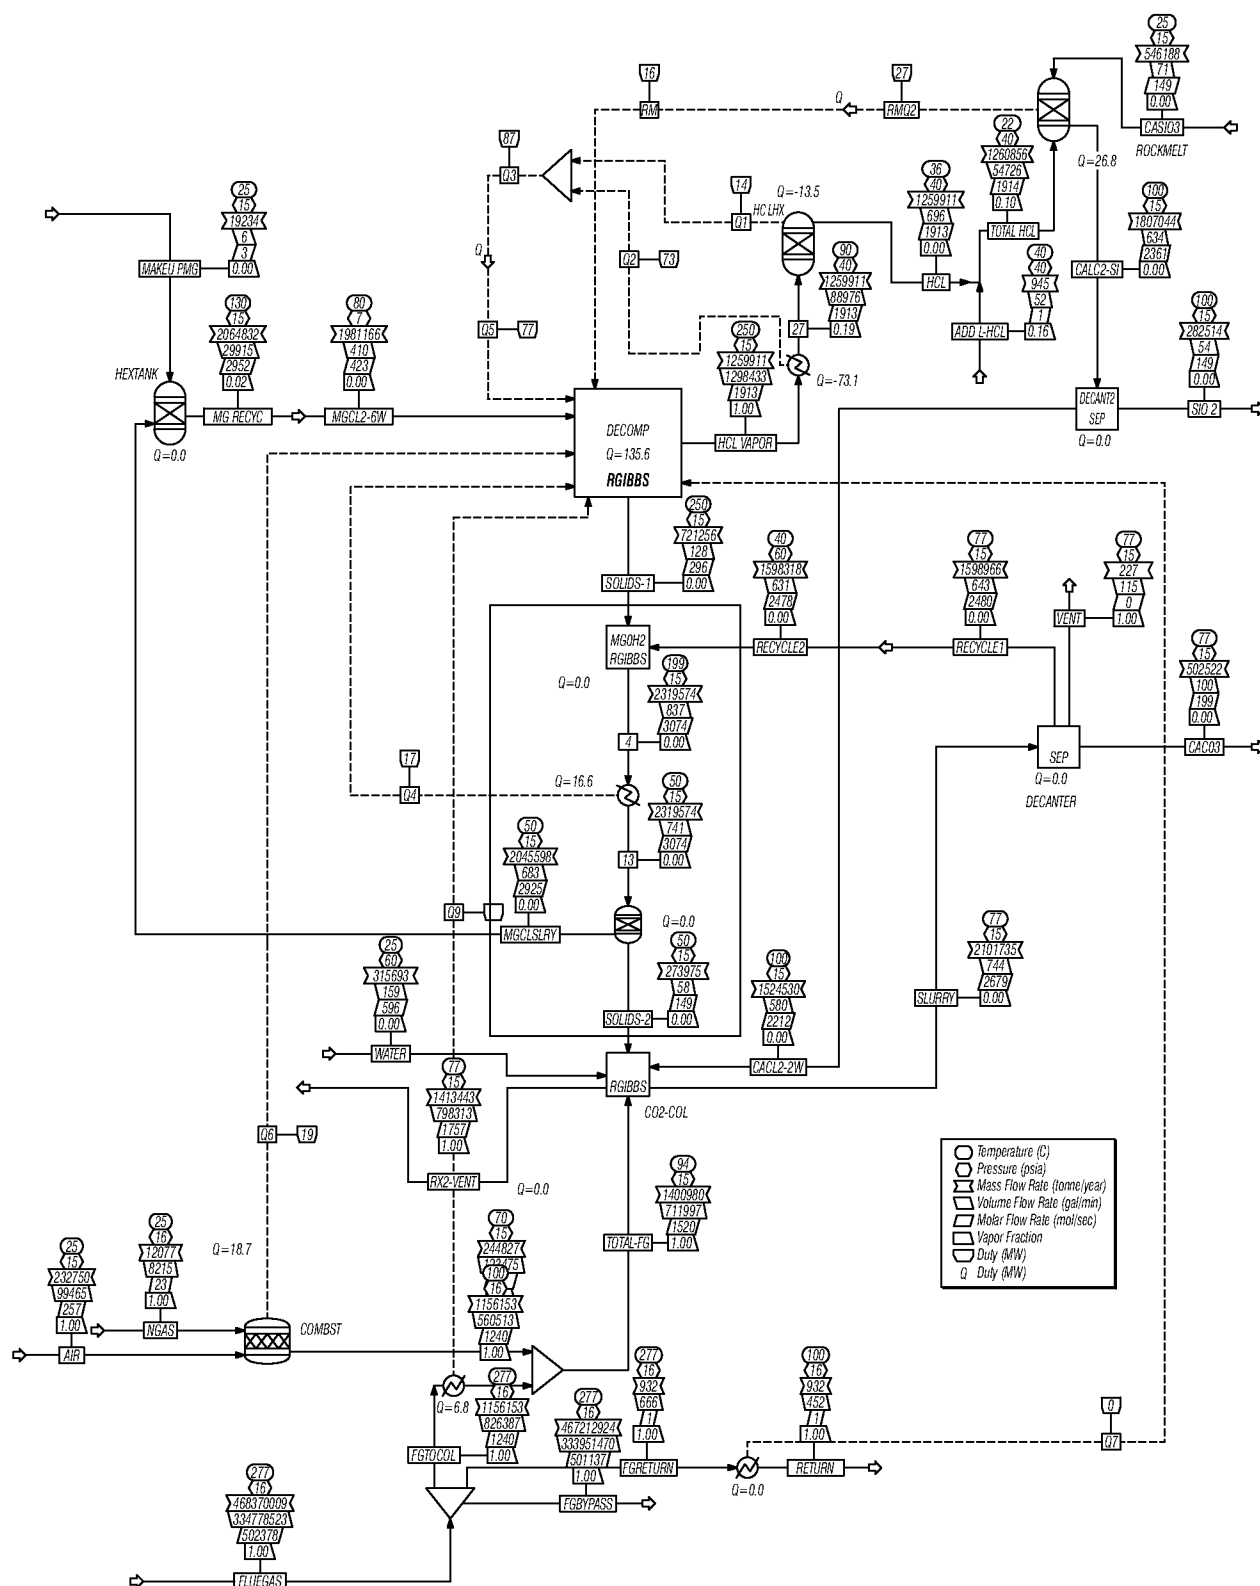 25
15
546188
71
149
0.00
CASIO3
ROCKMELT
16
RM
Q
27
RMQ2
22
40
1260856
54726
1914
0.10
TOTAL HCL
Q=26.8
87
Q3
14
Q1
Q=-13.5
HCLHX
36
40
1259911
696
1913
0.00
HCL
100
15
1807044
634
2361
0.00
CALC2-SI
25
15
19234
6
3
0.00
MAKEU PMG
Q
Q2
73
90
40
1259911
88976
1913
0.19
27
40
40
945
52
1
0.16
ADD L-HCL
130
15
2064832
29915
2952
0.02
MG RECYC
80
7
1981166
410
423
0.00
MGCL2-6W
Q5
77
250
15
1259911
1298433
1913
1.00
HCL VAPOR
Q=-73.1
100
15
282514
54
149
0.00
SIO 2
HEXTANK
Q=0.0
DECOMP
Q=135.6
RGIBBS
DECANT2
SEP
Q=0.0
250
15
721256
128
296
0.00
SOLIDS-1
40
60
1598318
631
2478
0.00
RECYCLE2
77
15
1598966
643
2480
0.00
RECYCLE1
77
15
227
115
0
1.00
VENT
MGOH2
RGIBBS
Q=0.0
199
15
2319574
837
3074
0.00
4
77
15
502522
100
199
0.00
CACO3
SEP
Q=0.0
DECANTER
17
Q4
Q=16.6
50
15
2319574
741
3074
0.00
13
50
15
2045598
683
2925
0.00
MGCLSLRY
Q9
Q=0.0
50
15
273975
58
149
0.00
SOLIDS-2
77
15
2101735
744
2679
0.00
SLURRY
25
60
315693
159
596
0.00
WATER
100
15
1524530
580
2212
0.00
CACL2-2W
RGIBBS
CO2-COL
77
15
1413443
798313
1757
1.00
RX2-VENT
Q=0.0
Q6
19
94
15
1400980
711997
1520
1.00
TOTAL-FG
Temperature (C)
Pressure (psia)
Mass Flow Rate (tonne/year)
Volume Flow Rate (gal/min)
Molar Flow Rate (mol/sec)
Vapor Fraction
Duty (MW)
Q Duty (MW)
25
15
232750
99465
257
1.00
AIR
25
16
12077
8215
23
1.00
NGAS
Q=18.7
COMBST
70
15
244827
100
16
1156153
560513
1240
1.00
Q=6.8
277
16
1156153
826387
1240
1.00
FGTOCOL
277
16
467212924
333951470
501137
1.00
FGBYPASS
277
16
932
666
1
1.00
FGRETURN
100
16
932
452
1
1.00
RETURN
Q=0.0
0
Q7
277
16
468370009
334778523
502378
1.00
FLUEGAS